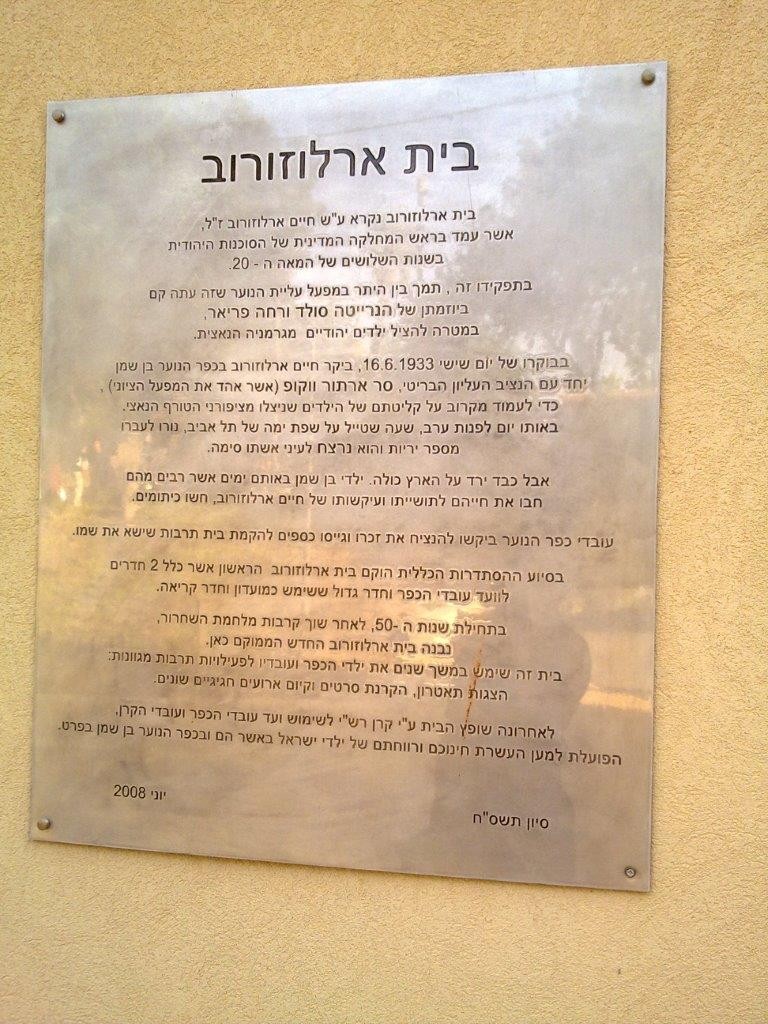 בית ארלוזורוב
בית ארלוזורוב נקרא ע"ש חיים ארלוזורוב ז"ל,
אשר עמד בראש המחלקה המדינית של הסוכנות היהודית
בשנות השלושים של המאה ה - 20.
בתפקידו זה , תמך בין היתר במפעל עליית הנוער שזה עתה קם
ביוזמתן של הנרייטה סולד ורחה פריאר,
במטרה להציל ילדים יהודיים מגרמניה הנאצית.
בבוקרו של יום שישי 16.6.1933, ביקר חיים ארלוזורוב בכפר הנוער בן שמן
יחד עם הנציב העליון הבריטי, סר ארתור ווקופ (אשר אהד את המפעל הציוני) ,
כדי לעמוד מקרוב על קליטתם של הילדים שניצלו מציפורני הטורף הנאצי.
באותו יום לפנות ערב, שעה שטייל על שפת ימה של תל אביב, נורו לעברו
מספר יריות והוא נרצח לעיני אשתו סימה.
אבל כבד ירד על הארץ כולה. ילדי בן שמן באותם ימים אשר רבים מהם
חבו את חייהם לתושייתו ועיקשותו של חיים ארלוזורוב, חשו כיתומים.
עובדי כפר הנוער ביקשו להנציח את זכרו וגייסו כספים להקמת בית תרבות שישא את שמו.
בסיוע ההסתדרות הכללית הוקם בית ארלוזורוב הראשון אשר כלל 2 חדרים
לוועד עובדי הכפר וחדר גדול ששימש כמועדון וחדר קריאה.
בתחילת שנות ה -50, לאחר שוך קרבות מלחמת השחרור,
נבנה בית ארלוזורוב החדש הממוקם כאן.
בית זה שימש במשך שנים את ילדי הכפר ועובדיו לפעילויות תרבות מגוונות:
הצגות תאטרון, הקרנת סרטים וקיום ארועים חגיגיים שונים.
לאחרונה שופץ הבית ע"י קרן רש"י לשימוש ועד עובדי הכפר ועובדי הקרן,
הפועלת למען העשרת חינוכם ורווחתם של ילדי ישראל באשר הם ובכפר הנוער בן שמן בפרט.
סיון תשס"ח
יוני 2008